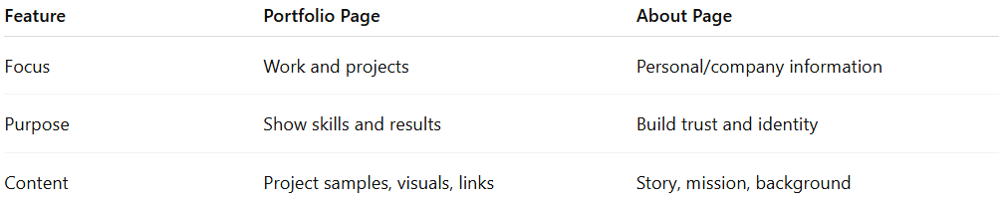 Feature Portfolio Page About Page
Focus Work and projects Personal/company information
Purpose Show skills and results Build trust and identity
Content Project samples, visuals, links Story, mission, background